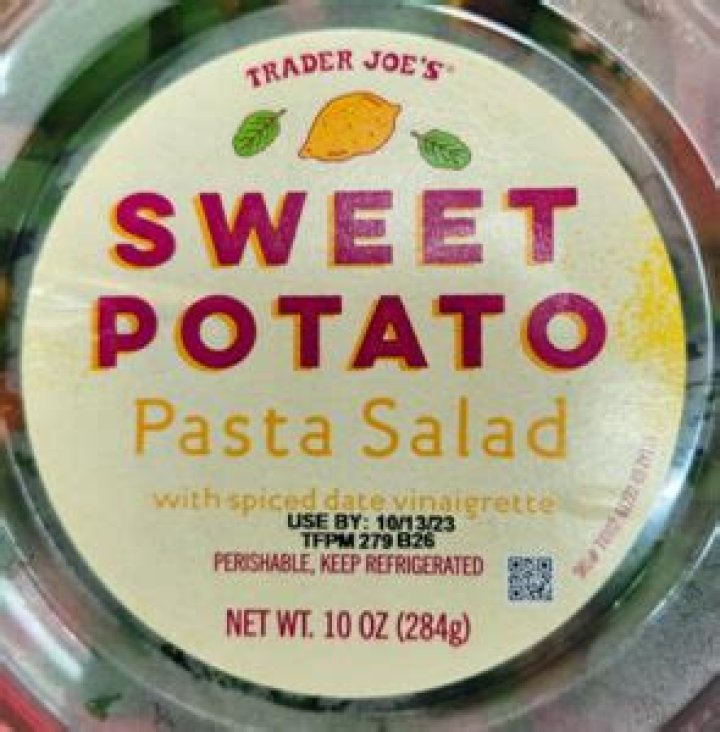 TRADER JOE'S
SWEET
POTATO
Pasta Salad
with spiced date vinaigrette
USE BY: 10/13/23
TFPM 279 B26
PERISHABLE, KEEP REFRIGERATED
NET WT. 10 OZ (284g)